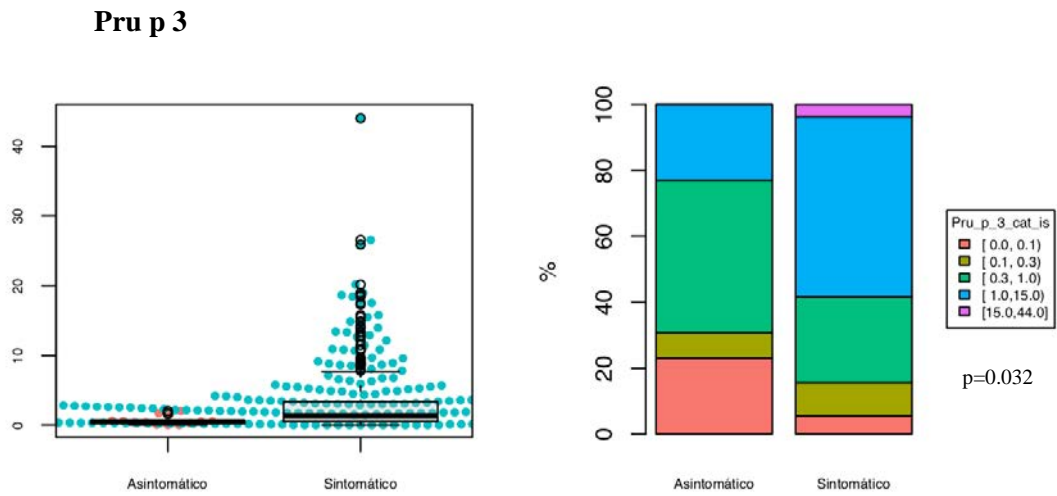 Pru p 3
40
30
20
10
0
Asintomático Sintomático
%
100
80
60
40
20
0
Asintomático Sintomático
Pru_p_3_cat_is
[ 0.0, 0.1)
[ 0.1, 0.3)
[ 0.3, 1.0)
[ 1.0,15.0)
[15.0,44.0]
p=0.032